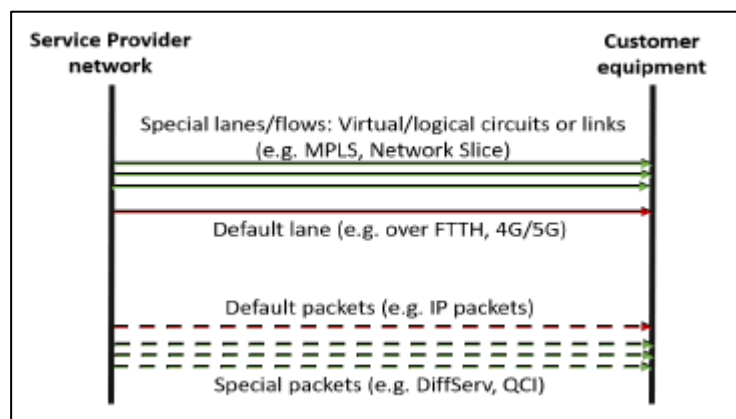 Service Provider
network
Customer
equipment
Special lanes/flows: Virtual/logical circuits or links
(e.g. MPLS, Network Slice)
Default lane (e.g. over FTTH, 4G/5G)
Default packets (e.g. IP packets)
Special packets (e.g. DiffServ, QCI)